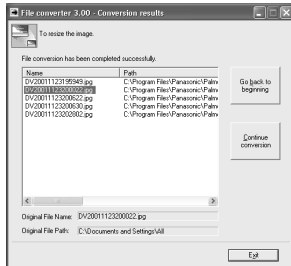 File converter 3.00 - Conversion results
To resize the image.
File conversion has been completed successfully.
Name Path
DV20011123195949.jpg C:\Program Files\Panasonic\Palm
DV20011123200022.jpg C:\Program Files\Panasonic\Palm
DV20011123200622.jpg C:\Program Files\Panasonic\Palm
DV20011123200630.jpg C:\Program Files\Panasonic\Palm
DV20011123202802.jpg C:\Program Files\Panasonic\Palm
Go back to
beginning
Continue
conversion
Original File Name: DV20011123200022.jpg
Original File Path: C:\Documents and Settings\All
Exit